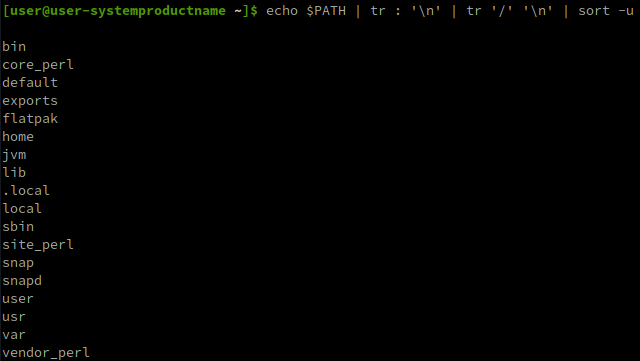 [user@user-systemproductname ~]$ echo $PATH | tr : '\n' | tr '/' '\n' | sort -u
bin
core_perl
default
exports
flatpak
home
jvm
lib
.local
local
sbin
site_perl
snap
snapd
user
usr
var
vendor_perl